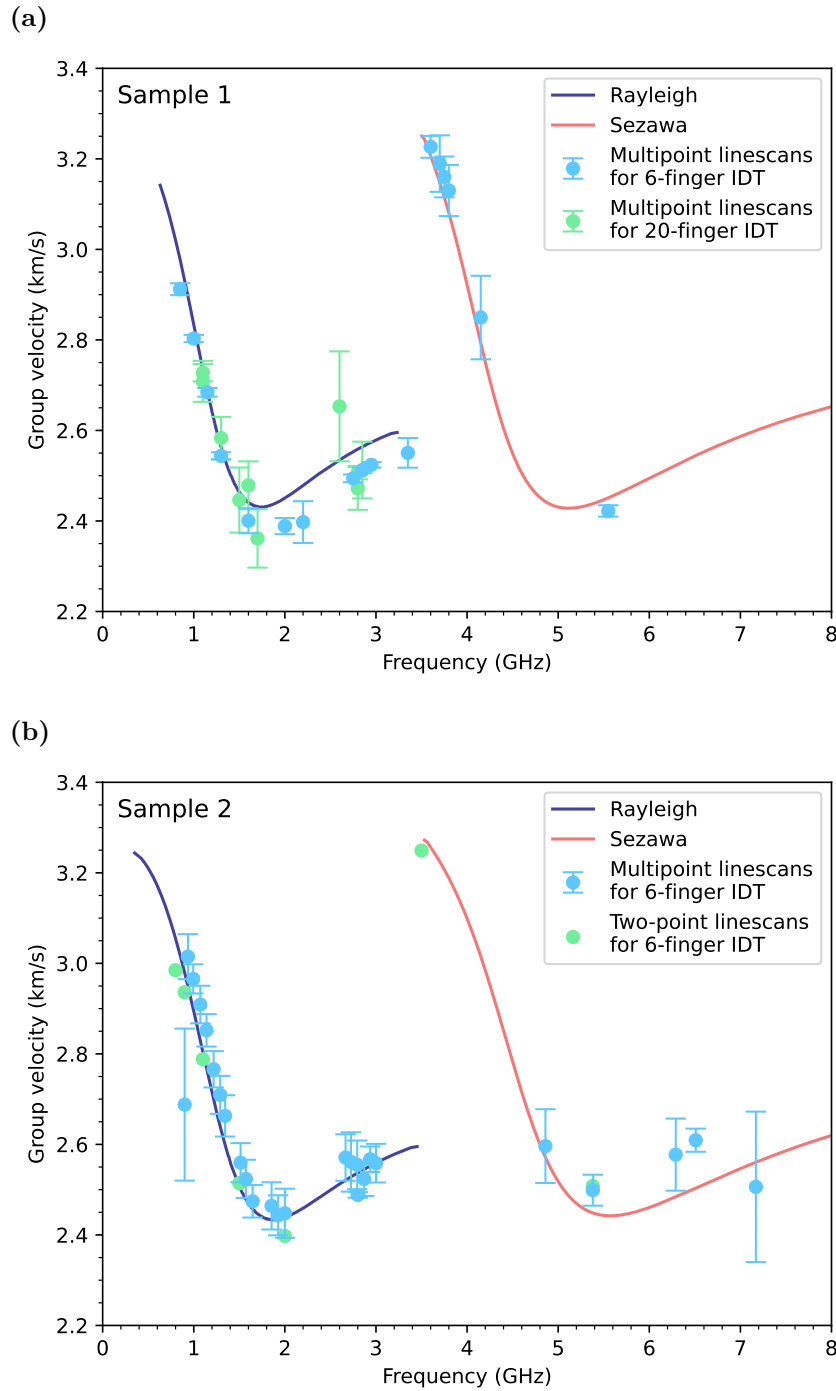 (a)
Sample 1
Rayleigh
Sezawa
Multipoint linescans
for 6-finger IDT
Multipoint linescans
for 20-finger IDT
3.4
3.2
3.0
2.8
2.6
2.4
2.2
Group velocity (km/s)
0 1 2 3 4 5 6 7 8
Frequency (GHz)
(b)
Sample 2
Rayleigh
Sezawa
Multipoint linescans
for 6-finger IDT
Two-point linescans
for 6-finger IDT
3.4
3.2
3.0
2.8
2.6
2.4
2.2
Group velocity (km/s)
0 1 2 3 4 5 6 7 8
Frequency (GHz)